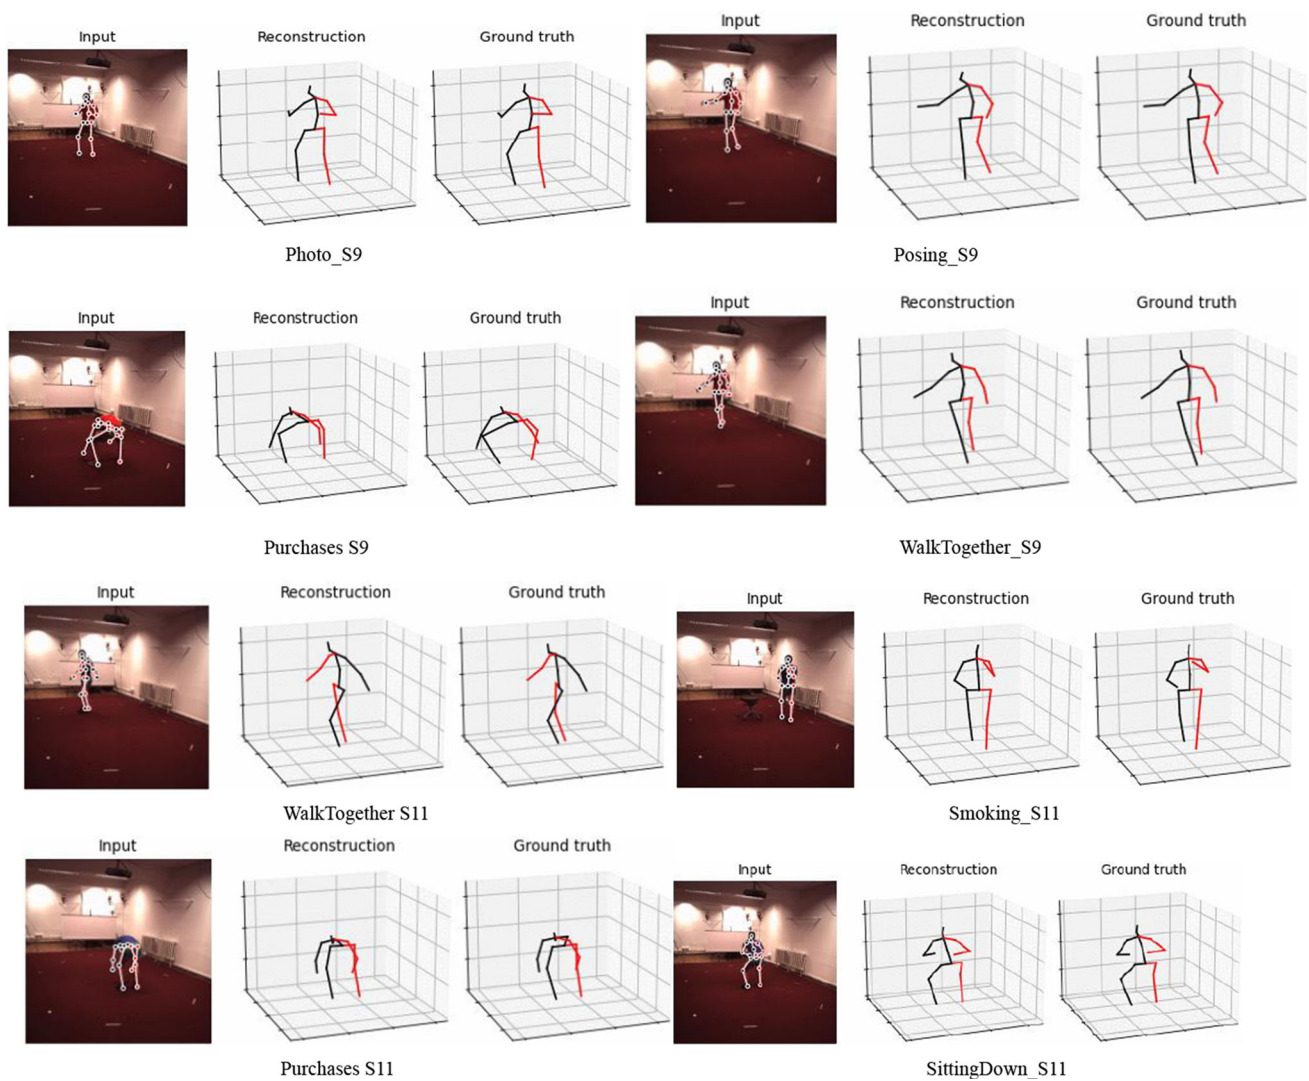 Input
Reconstruction
Ground truth
Input
Reconstruction
Ground truth
Photo_S9
Posing_S9
Input
Reconstruction
Ground truth
Input
Reconstruction
Ground truth
Purchases S9
WalkTogether_S9
Input
Reconstruction
Ground truth
Input
Reconstruction
Ground truth
WalkTogether S11
Smoking_S11
Input
Reconstruction
Ground truth
Input
Reconstruction
Ground truth
Purchases S11
SittingDown_S11